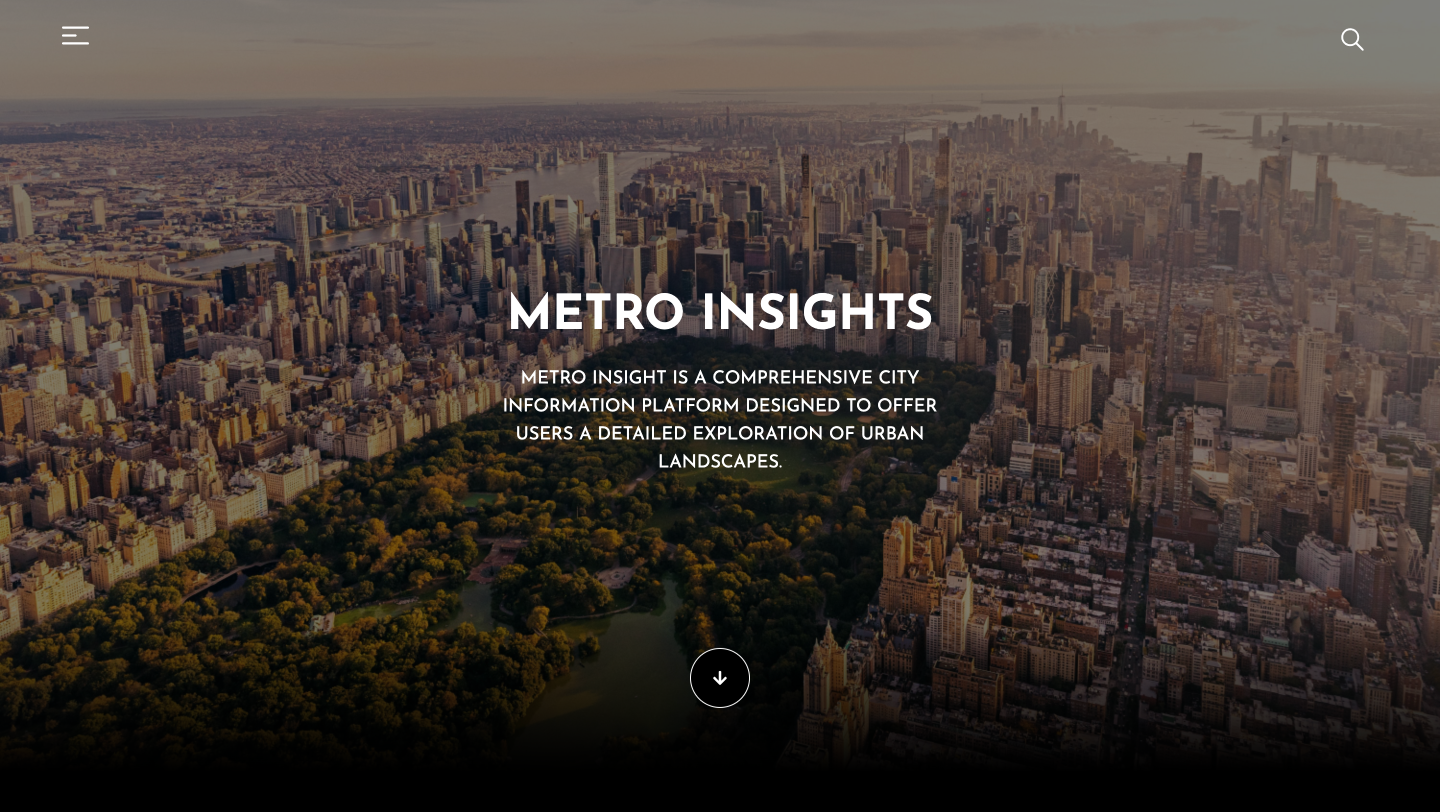 METRO INSIGHTS
METRO INSIGHT IS A COMPREHENSIVE CITY
INFORMATION PLATFORM DESIGNED TO OFFER
USERS A DETAILED EXPLORATION OF URBAN
LANDSCAPES.